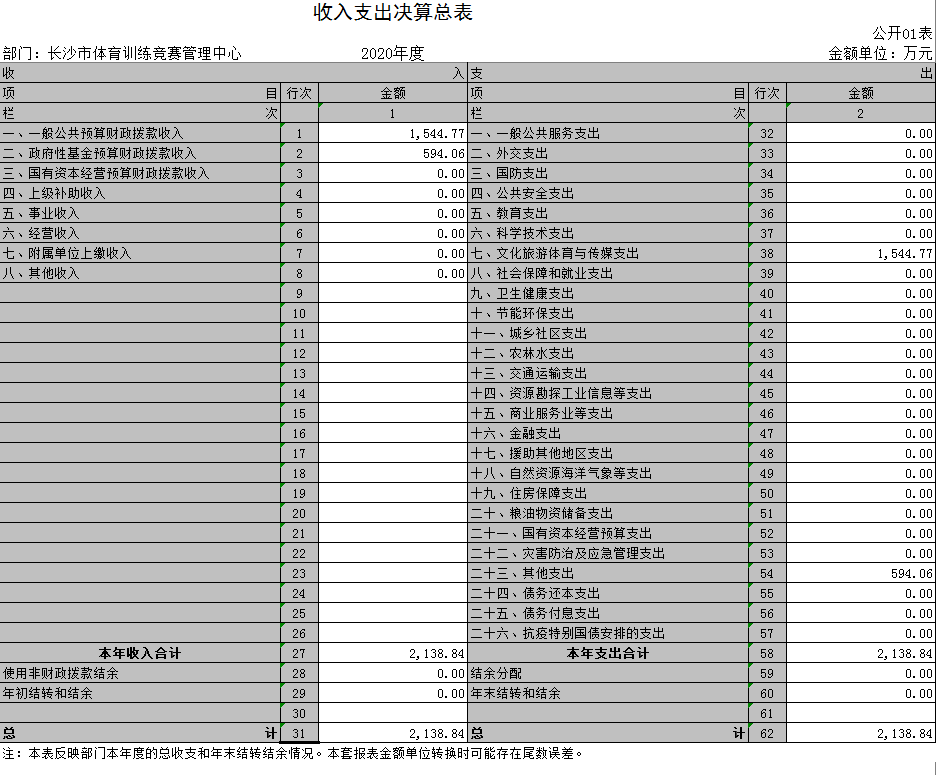 收入支出决算总表
公开01表
部门：长沙市体育训练竞赛管理中心 2020年度 金额单位：万元
收 入 支 出
项 目 行次 金额 项 目 行次 金额
栏 次 1 栏 次 2
一、一般公共预算财政拨款收入 1 1,544.77 一、一般公共服务支出 32 0.00
二、政府性基金预算财政拨款收入 2 594.06 二、外交支出 33 0.00
三、国有资本经营预算财政拨款收入 3 0.00 三、国防支出 34 0.00
四、上级补助收入 4 0.00 四、公共安全支出 35 0.00
五、事业收入 5 0.00 五、教育支出 36 0.00
六、经营收入 6 0.00 六、科学技术支出 37 0.00
七、附属单位上缴收入 7 0.00 七、文化旅游体育与传媒支出 38 1,544.77
八、其他收入 8 0.00 八、社会保障和就业支出 39 0.00
9 九、卫生健康支出 40 0.00
10 十、节能环保支出 41 0.00
11 十一、城乡社区支出 42 0.00
12 十二、农林水支出 43 0.00
13 十三、交通运输支出 44 0.00
14 十四、资源勘探工业信息等支出 45 0.00
15 十五、商业服务业等支出 46 0.00
16 十六、金融支出 47 0.00
17 十七、援助其他地区支出 48 0.00
18 十八、自然资源海洋气象等支出 49 0.00
19 十九、住房保障支出 50 0.00
20 二十、粮油物资储备支出 51 0.00
21 二十一、国有资本经营预算支出 52 0.00
22 二十二、灾害防治及应急管理支出 53 0.00
23 二十三、其他支出 54 594.06
24 二十四、债务还本支出 55 0.00
25 二十五、债务付息支出 56 0.00
26 二十六、抗疫特别国债安排的支出 57 0.00
本年收入合计 27 2,138.84 本年支出合计 58 2,138.84
使用非财政拨款结余 28 0.00 结余分配 59 0.00
年初结转和结余 29 0.00 年末结转和结余 60 0.00
30 61
总 计 31 2,138.84 总 计 62 2,138.84
注：本表反映部门本年度的总收支和年末结转结余情况。本套报表金额单位转换时可能存在尾数误差。